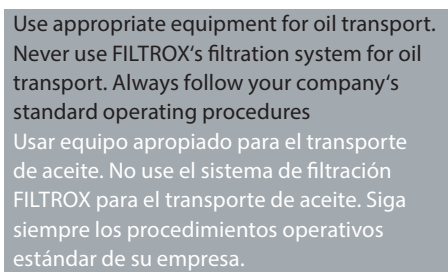 Use appropriate equipment for oil transport.
Never use FILTROX‘s filtration system for oil
transport. Always follow your company‘s
standard operating procedures
Usar equipo apropiado para el transporte
de aceite. No use el sistema de filtración
FILTROX para el transporte de aceite. Siga
siempre los procedimientos operativos
estándar de su empresa.